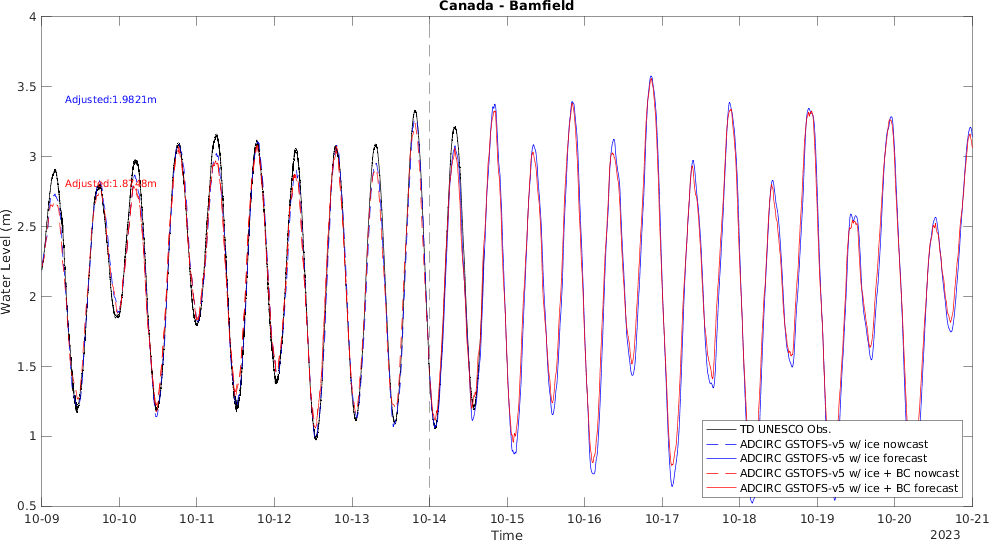 Canada - Bamfield
Water Level (m)
4
3.5
3
2.5
2
1.5
1
0.5
Adjusted:1.9821m
Adjusted:1.8748m
TD UNESCO Obs.
ADCIRC GSTOFS-v5 w/ ice nowcast
ADCIRC GSTOFS-v5 w/ ice forecast
ADCIRC GSTOFS-v5 w/ ice + BC nowcast
ADCIRC GSTOFS-v5 w/ ice + BC forecast
10-09 10-10 10-11 10-12 10-13 10-14 10-15 10-16 10-17 10-18 10-19 10-20 10-21
Time
2023